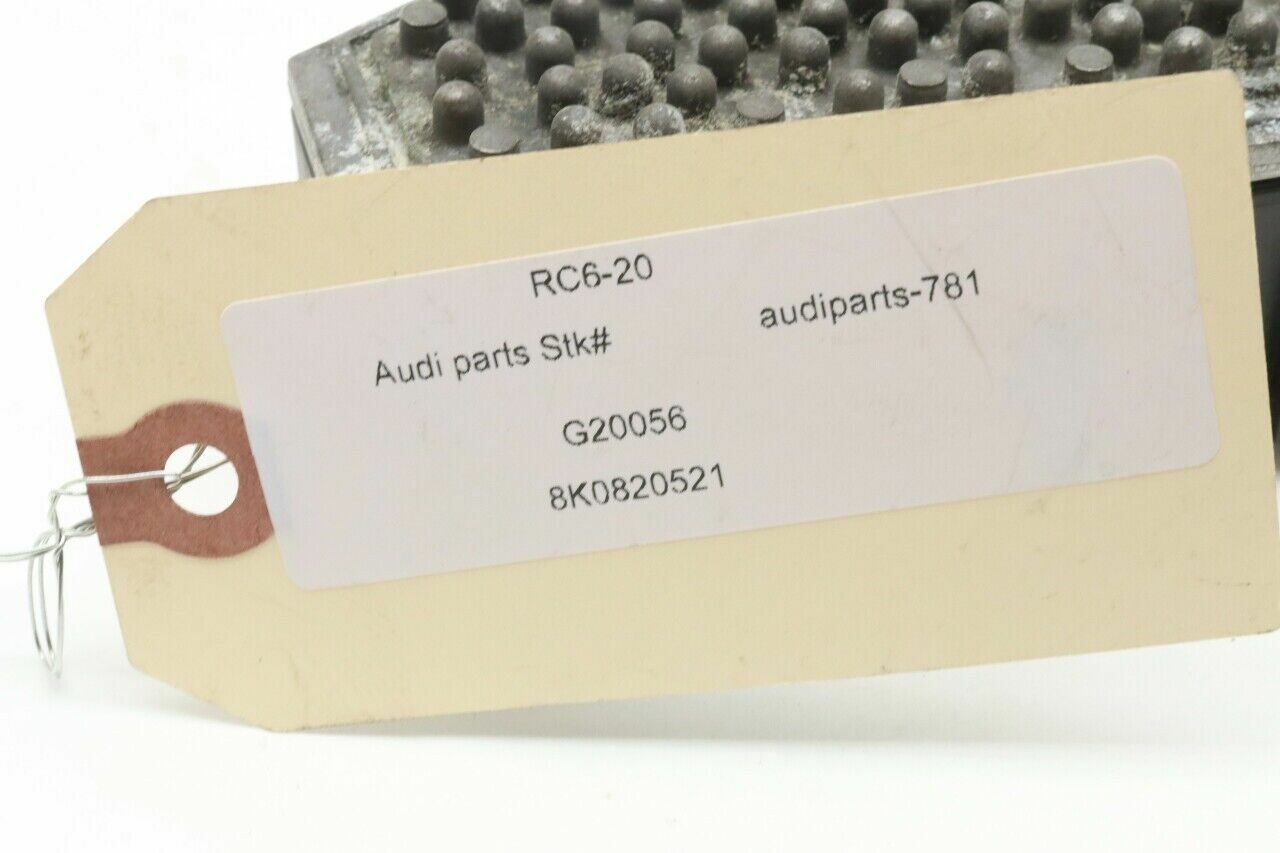 RC6-20
Audi parts Stk# audiparts-781
G20056
8K0820521